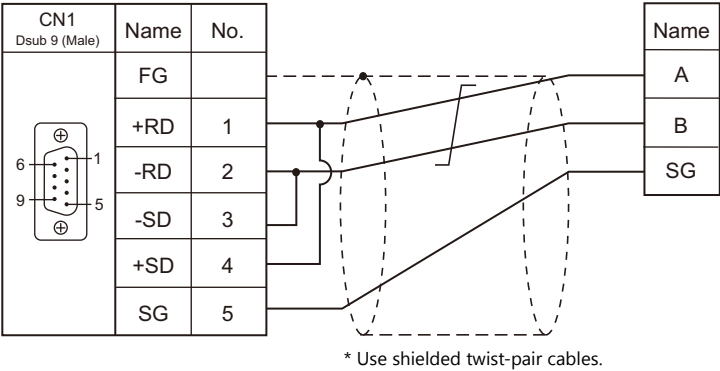 CN1
Dsub 9 (Male)
Name No.
Name
FG
A
+RD 1
B
-RD 2
SG
6
1
9
5
-SD 3
+SD 4
SG 5
* Use shielded twist-pair cables.